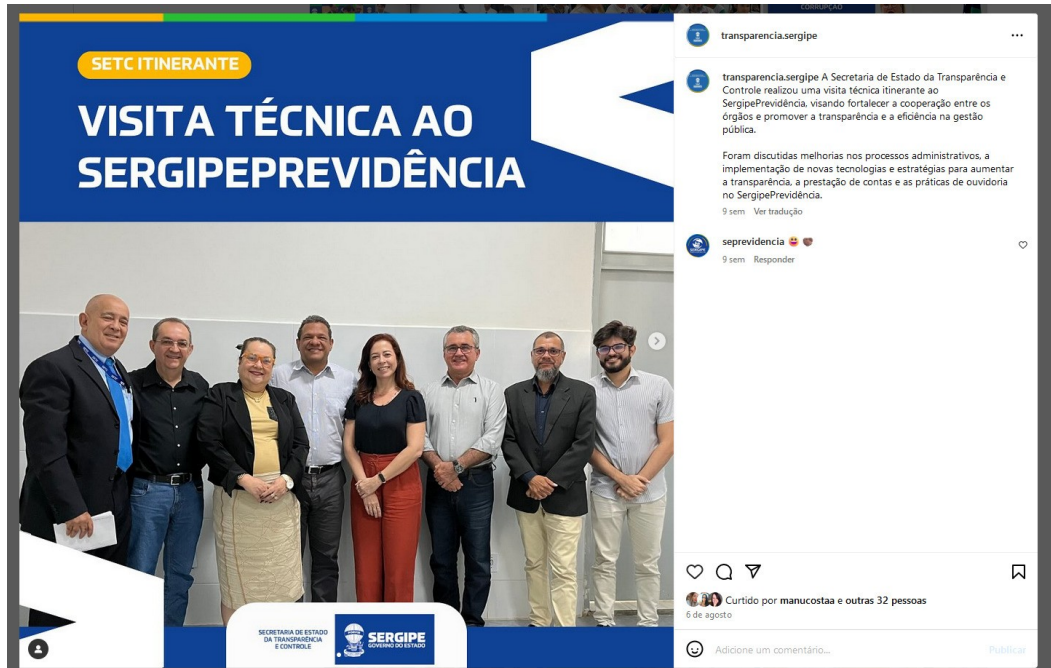 CORRUPÇÃO
SETC ITINERANTE
VISITA TÉCNICA AO
SERGIPEPREVIDÊNCIA
SECRETARIA DE ESTADO
DA TRANSPARÊNCIA
E CONTROLE
SERGIPE
GOVERNO DO ESTADO
transparencia.sergipe
transparencia.sergipe A Secretaria de Estado da Transparência e
Controle realizou uma visita técnica itinerante ao
SergipePrevidência, visando fortalecer a cooperação entre os
órgãos e promover a transparência e a eficiência na gestão
pública.
Foram discutidas melhorias nos processos administrativos, a
implementação de novas tecnologias e estratégias para aumentar
a transparência, a prestação de contas e as práticas de ouvidoria
no SergipePrevidência.
9 sem Ver tradução
seprevidencia 😝 👏🏿
9 sem Responder
Curtido por manucostaa e outras 32 pessoas
6 de agosto
Adicione um comentário...
Publicar